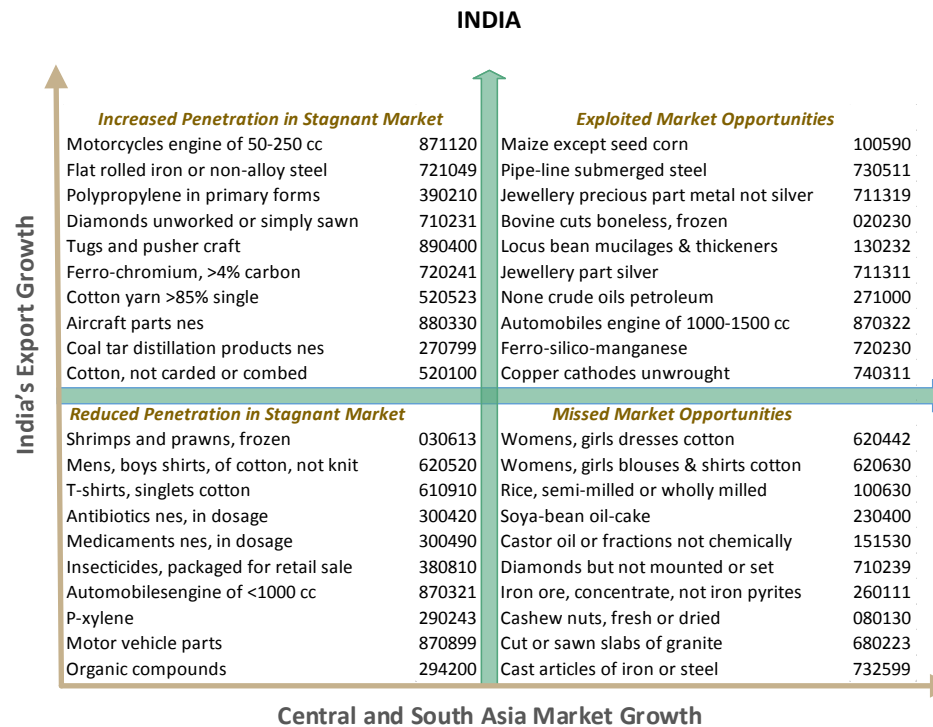 INDIA
India's Export Growth
Increased Penetration in Stagnant Market
Motorcycles engine of 50-250 cc 871120
Flat rolled iron or non-alloy steel 721049
Polypropylene in primary forms 390210
Diamonds unworked or simply sawn 710231
Tugs and pusher craft 890400
Ferro-chromium, >4% carbon 720241
Cotton yarn >85% single 520523
Aircraft parts nes 880330
Coal tar distillation products nes 270799
Cotton, not carded or combed 520100
Exploited Market Opportunities
Maize except seed corn 100590
Pipe-line submerged steel 730511
Jewellery precious part metal not silver 711319
Bovine cuts boneless, frozen 020230
Locus bean mucilages & thickeners 130232
Jewellery part silver 711311
None crude oils petroleum 271000
Automobiles engine of 1000-1500 cc 870322
Ferro-silico-manganese 720230
Copper cathodes unwrought 740311
Reduced Penetration in Stagnant Market
Shrimps and prawns, frozen 030613
Mens, boys shirts, of cotton, not knit 620520
T-shirts, singlets cotton 610910
Antibiotics nes, in dosage 300420
Medicaments nes, in dosage 300490
Insecticides, packaged for retail sale 380810
Automobilesengine of <1000 cc 870321
P-xylene 290243
Motor vehicle parts 870899
Organic compounds 294200
Missed Market Opportunities
Womens, girls dresses cotton 620442
Womens, girls blouses & shirts cotton 620630
Rice, semi-milled or wholly milled 100630
Soya-bean oil-cake 230400
Castor oil or fractions not chemically 151530
Diamonds but not mounted or set 710239
Iron ore, concentrate, not iron pyrites 260111
Cashew nuts, fresh or dried 080130
Cut or sawn slabs of granite 680223
Cast articles of iron or steel 732599
Central and South Asia Market Growth